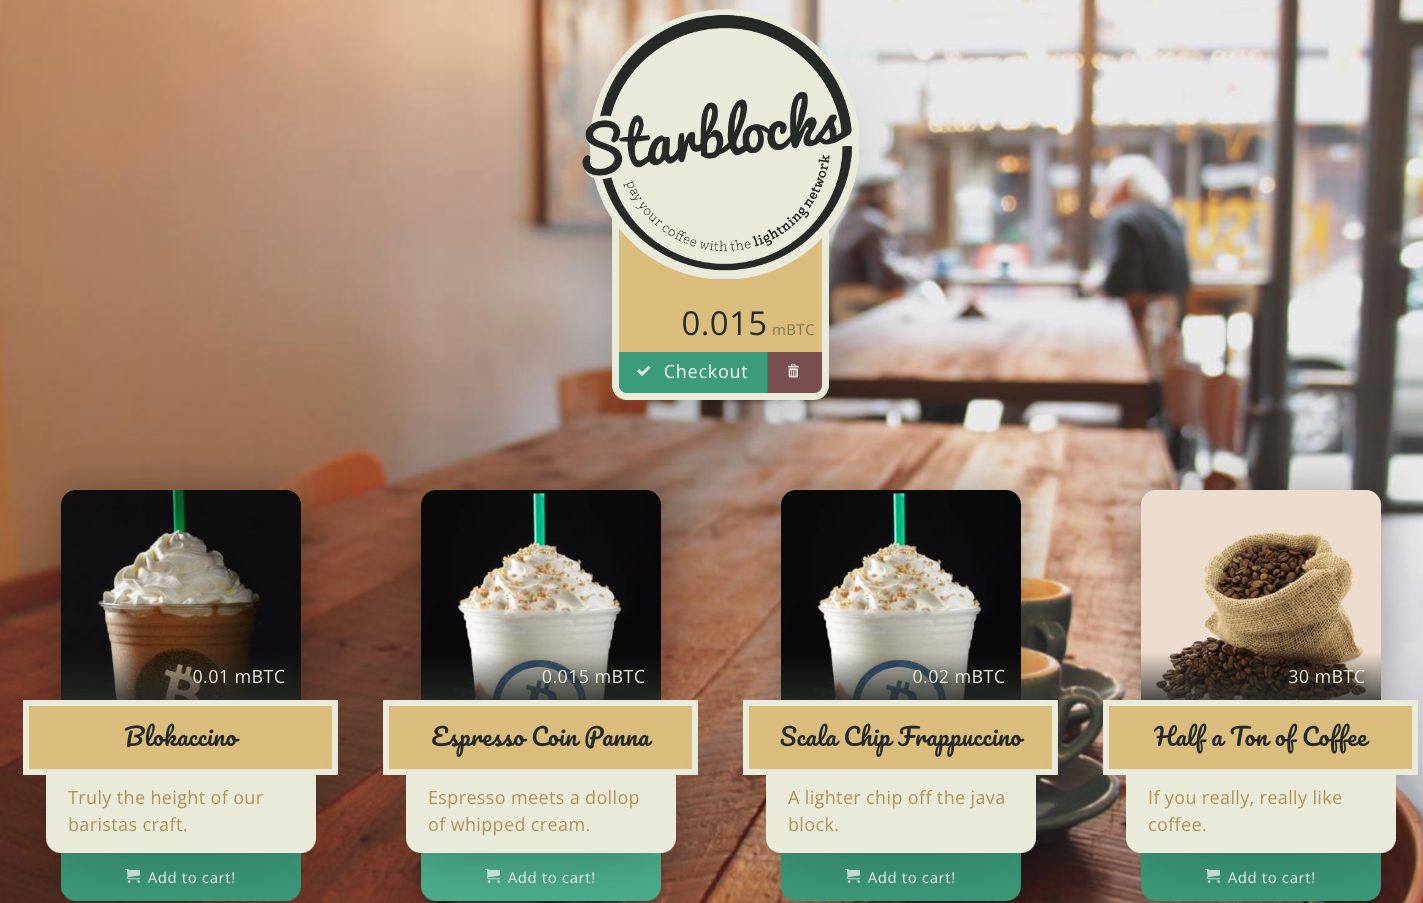 Starblocks
pay your coffee with the lightning network
0.015 mBTC
Checkout
0.01 mBTC
Blokaccino
Truly the height of our
baristas craft.
Add to cart!
0.015 mBTC
Espresso Coin Panna
Espresso meets a dollop
of whipped cream.
Add to cart!
0.02 mBTC
Scala Chip Frappuccino
A lighter chip off the java
block.
Add to cart!
30 mBTC
Half a Ton of Coffee
If you really, really like
coffee.
Add to cart!